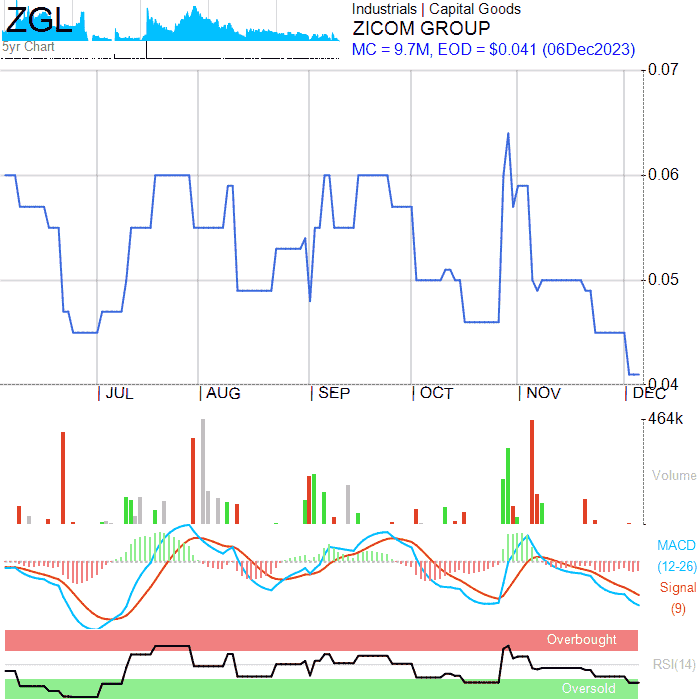 ZGL
5yr Chart
Industrials | Capital Goods
ZICOM GROUP
MC = 9.7M, EOD = $0.041 (06Dec2023)
0.07
0.06
0.05
0.04
JUL
AUG
SEP
OCT
NOV
DEC
464k
Volume
MACD
(12-26)
Signal
(9)
Overbought
RSI(14)
Oversold